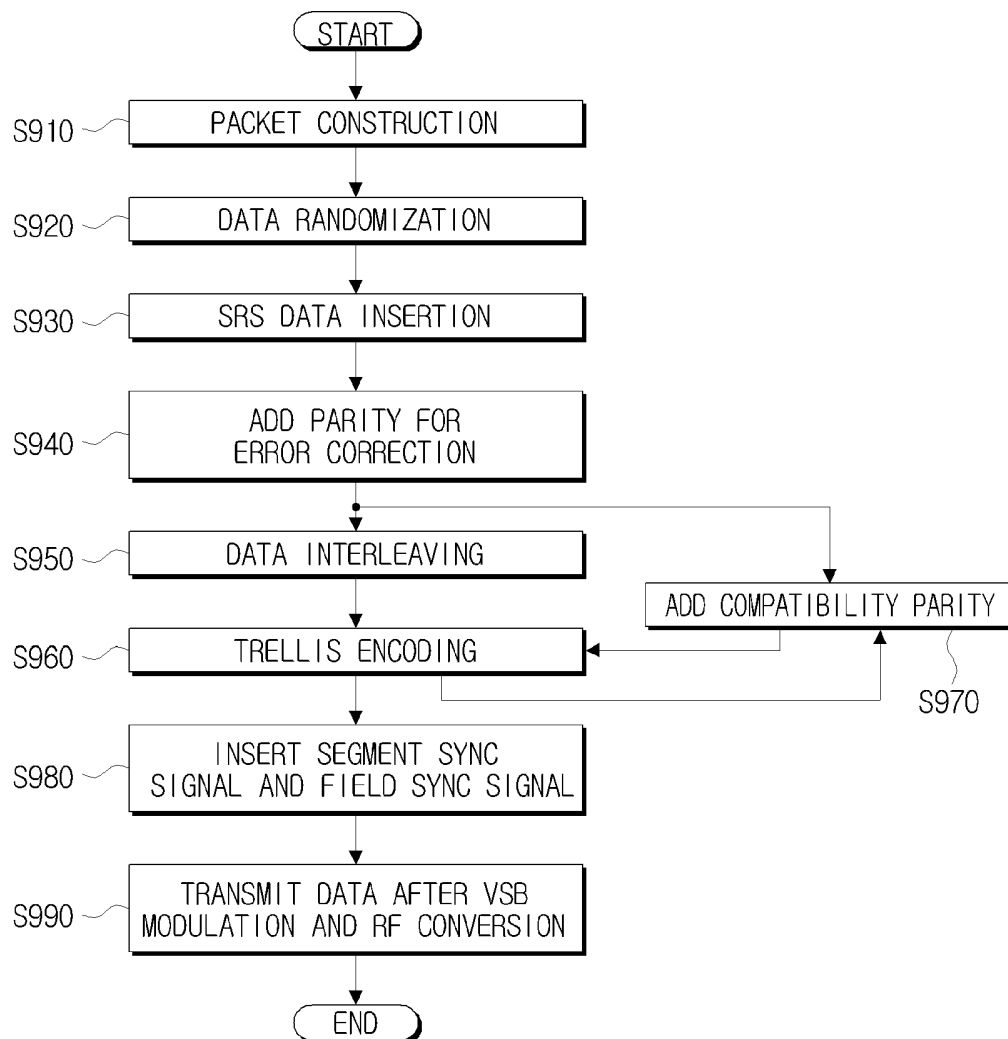 START
S910
PACKET CONSTRUCTION
S920
DATA RANDOMIZATION
S930
SRS DATA INSERTION
S940
ADD PARITY FOR
ERROR CORRECTION
S950
DATA INTERLEAVING
ADD COMPATIBILITY PARITY
S960
TRELLIS ENCODING
S970
S980
INSERT SEGMENT SYNC
SIGNAL AND FIELD SYNC SIGNAL
S990
TRANSMIT DATA AFTER VSB
MODULATION AND RF CONVERSION
END